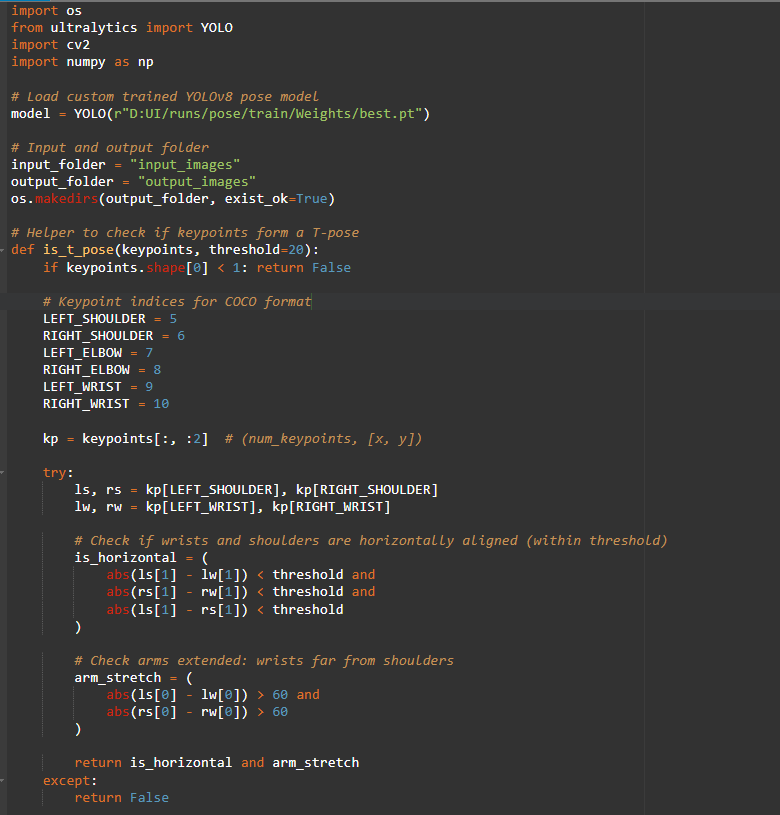 import os
from ultralytics import YOLO
import cv2
import numpy as np

# Load custom trained YOLOv8 pose model
model = YOLO(r"D:UI/runs/pose/train/Weights/best.pt")

# Input and output folder
input_folder = "input_images"
output_folder = "output_images"
os.makedirs(output_folder, exist_ok=True)

# Helper to check if keypoints form a T-pose
def is_t_pose(keypoints, threshold=20):
    if keypoints.shape[0] < 1: return False

    # Keypoint indices for COCO format
    LEFT_SHOULDER = 5
    RIGHT_SHOULDER = 6
    LEFT_ELBOW = 7
    RIGHT_ELBOW = 8
    LEFT_WRIST = 9
    RIGHT_WRIST = 10

    kp = keypoints[:, :2]  # (num_keypoints, [x, y])

    try:
        ls, rs = kp[LEFT_SHOULDER], kp[RIGHT_SHOULDER]
        lw, rw = kp[LEFT_WRIST], kp[RIGHT_WRIST]

        # Check if wrists and shoulders are horizontally aligned (within threshold)
        is_horizontal = (
            abs(ls[1] - lw[1]) < threshold and
            abs(rs[1] - rw[1]) < threshold and
            abs(ls[1] - rs[1]) < threshold
        )

        # Check arms extended: wrists far from shoulders
        arm_stretch = (
            abs(ls[0] - lw[0]) > 60 and
            abs(rs[0] - rw[0]) > 60
        )

        return is_horizontal and arm_stretch
    except:
        return False